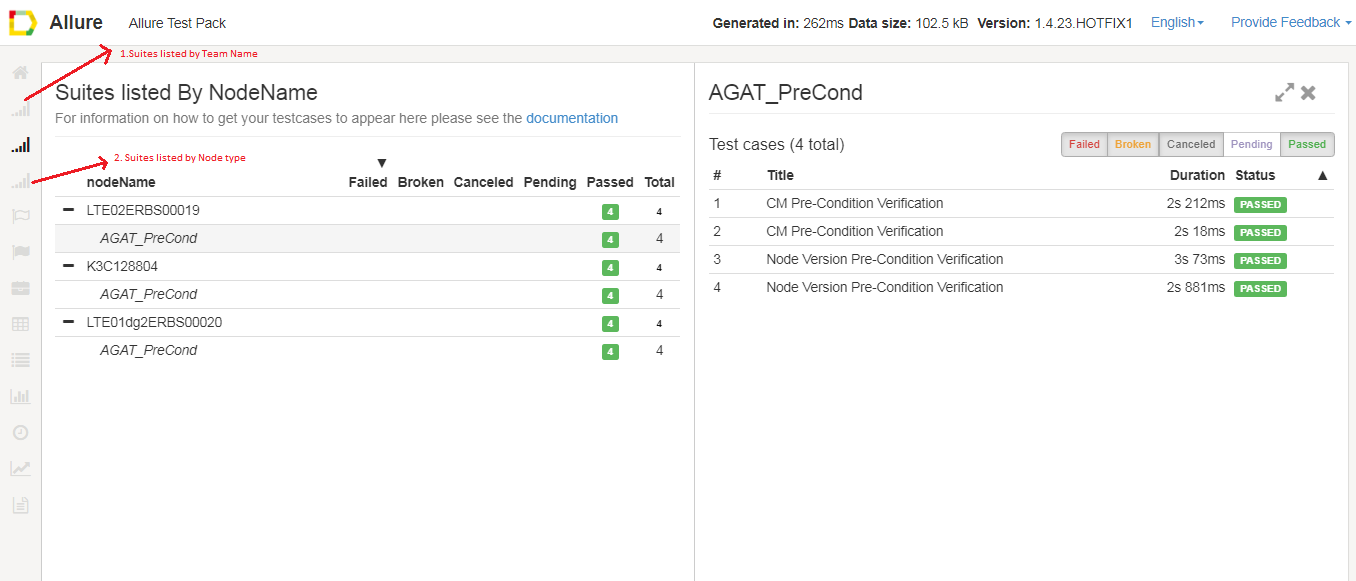 Allure Allure Test Pack Generated in: 262ms Data size: 102.5 kB Version: 1.4.23.HOTFIX1 English Provide Feedback
1.Suites listed by Team Name
Suites listed By NodeName
For information on how to get your testcases to appear here please see the documentation
2. Suites listed by Node type
nodeName Failed Broken Canceled Pending Passed Total
LTE02ERBS00019 4 4
AGAT_PreCond 4 4
K3C128804 4 4
AGAT_PreCond 4 4
LTE01dg2ERBS00020 4 4
AGAT_PreCond 4 4
AGAT_PreCond
Test cases (4 total) Failed Broken Canceled Pending Passed
# Title Duration Status
1 CM Pre-Condition Verification 2s 212ms PASSED
2 CM Pre-Condition Verification 2s 18ms PASSED
3 Node Version Pre-Condition Verification 3s 73ms PASSED
4 Node Version Pre-Condition Verification 2s 881ms PASSED